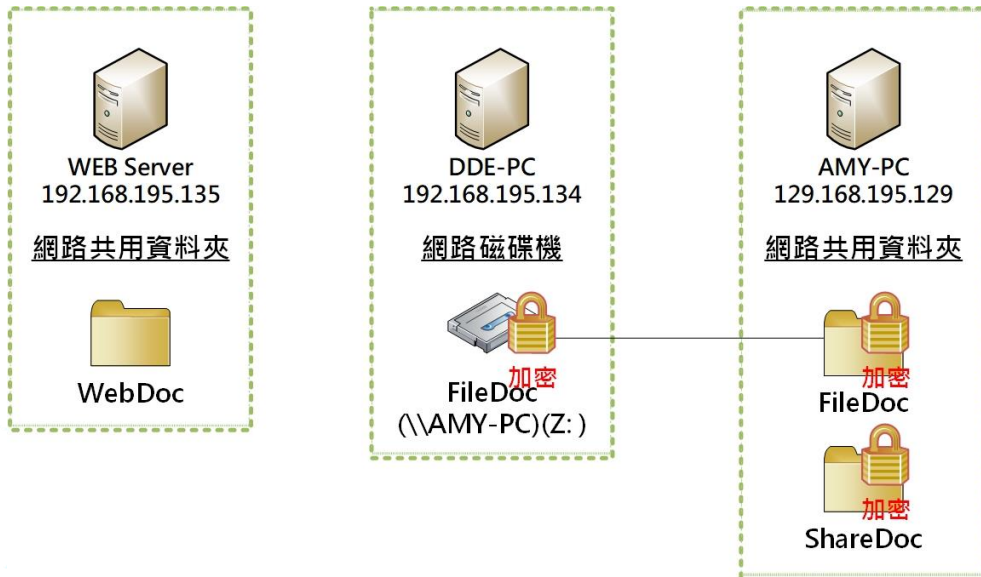 WEB Server
192.168.195.135
網路共用資料夾
WebDoc
DDE-PC
192.168.195.134
網路磁碟機
加密
FileDoc
(\\AMY-PC)(Z: )
AMY-PC
129.168.195.129
網路共用資料夾
加密
FileDoc
加密
ShareDoc